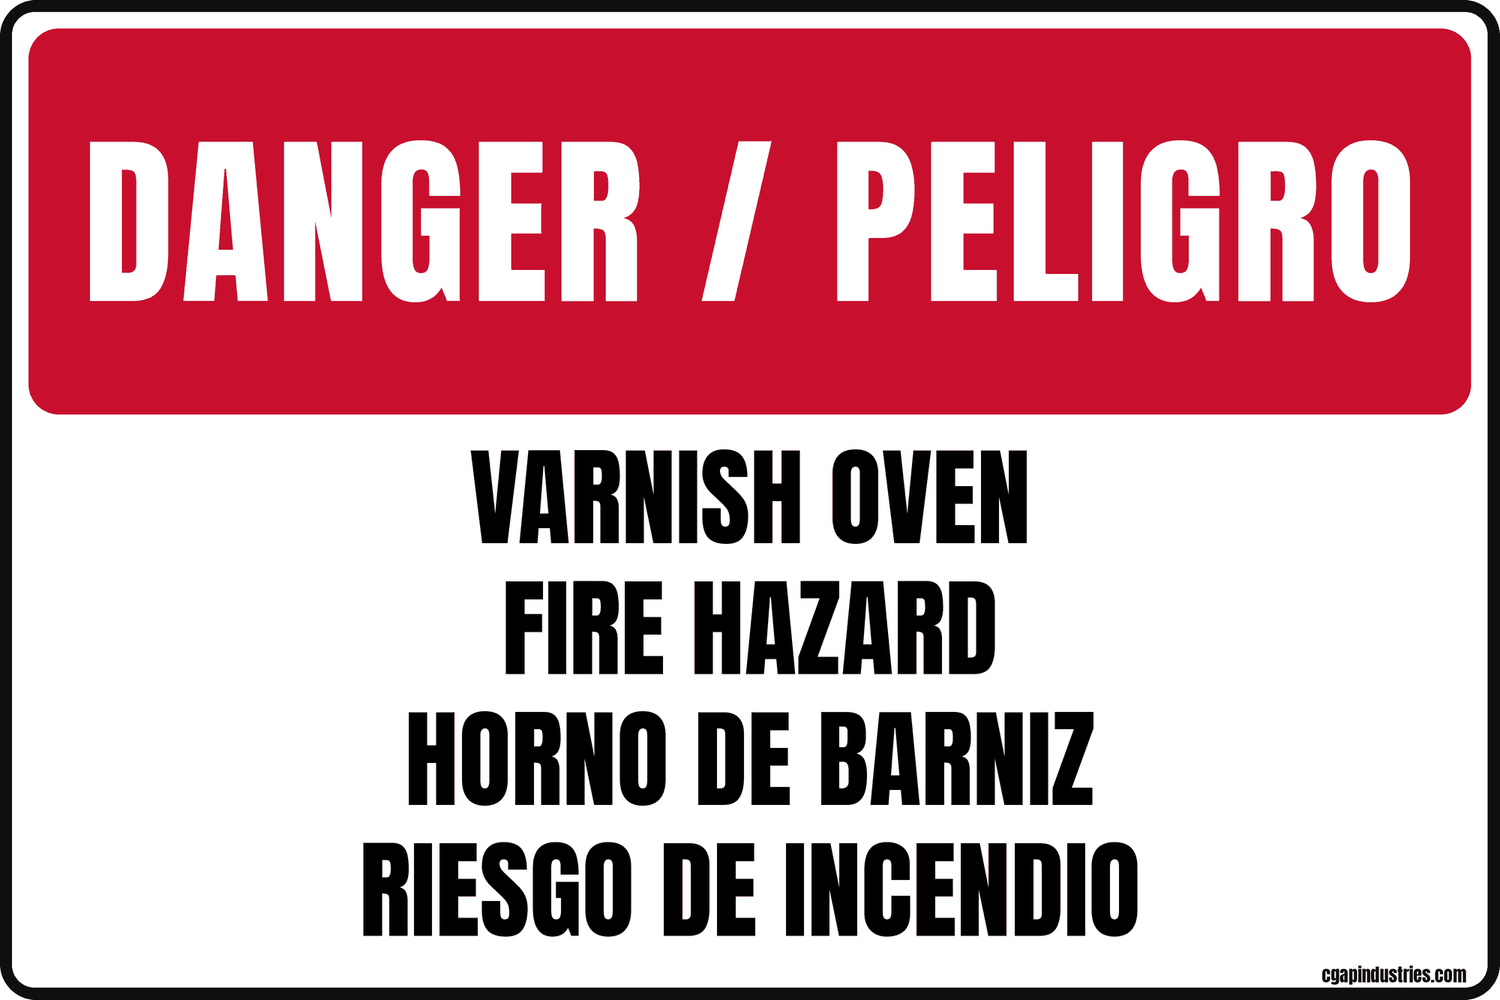 DANGER / PELIGRO
VARNISH OVEN
FIRE HAZARD
HORNO DE BARNIZ
RIESGO DE INCENDIO
cgapindustries.com